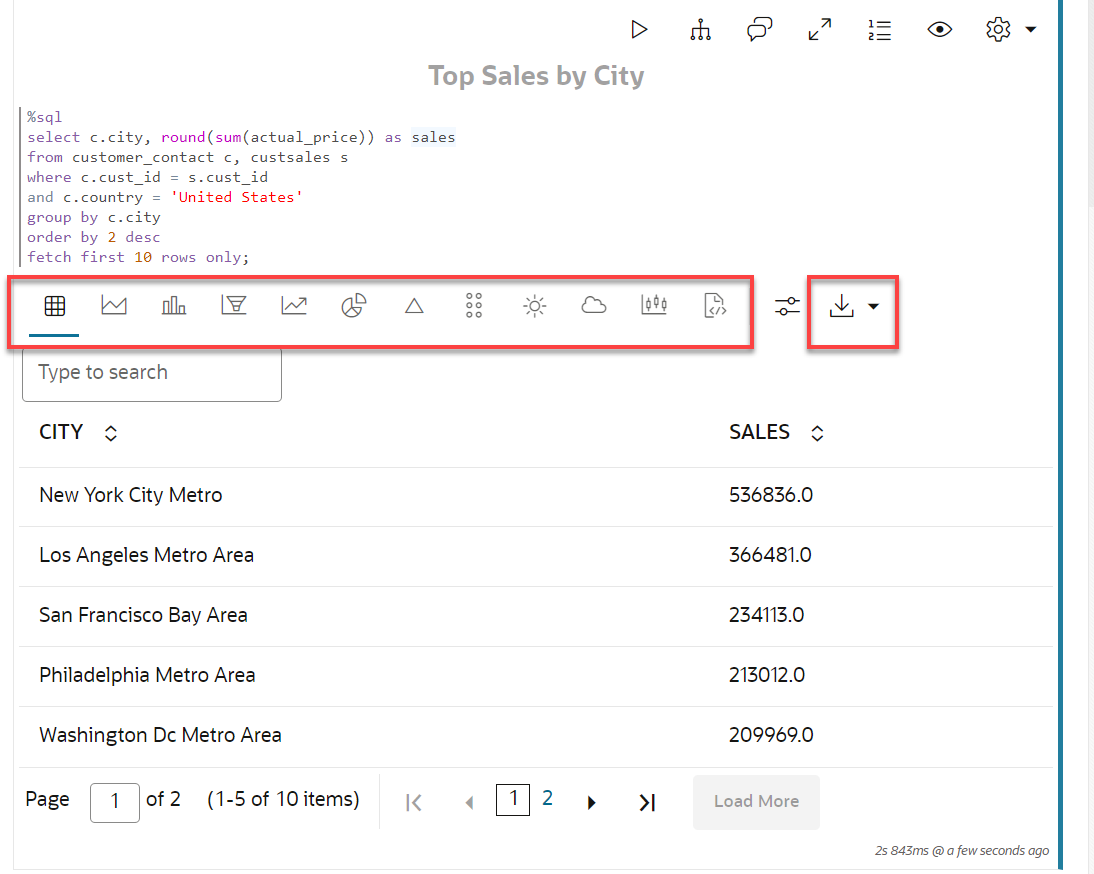 Top Sales by City
%sql
select c.city, round(sum(actual_price)) as sales
from customer_contact c, custsales s
where c.cust_id = s.cust_id
and c.country = 'United States'
group by c.city
order by 2 desc
fetch first 10 rows only;
Type to search
CITY SALES
New York City Metro 536836.0
Los Angeles Metro Area 366481.0
San Francisco Bay Area 234113.0
Philadelphia Metro Area 213012.0
Washington Dc Metro Area 209969.0
Page 1 of 2 (1-5 of 10 items) 1 2 Load More
2s 843ms @ a few seconds ago